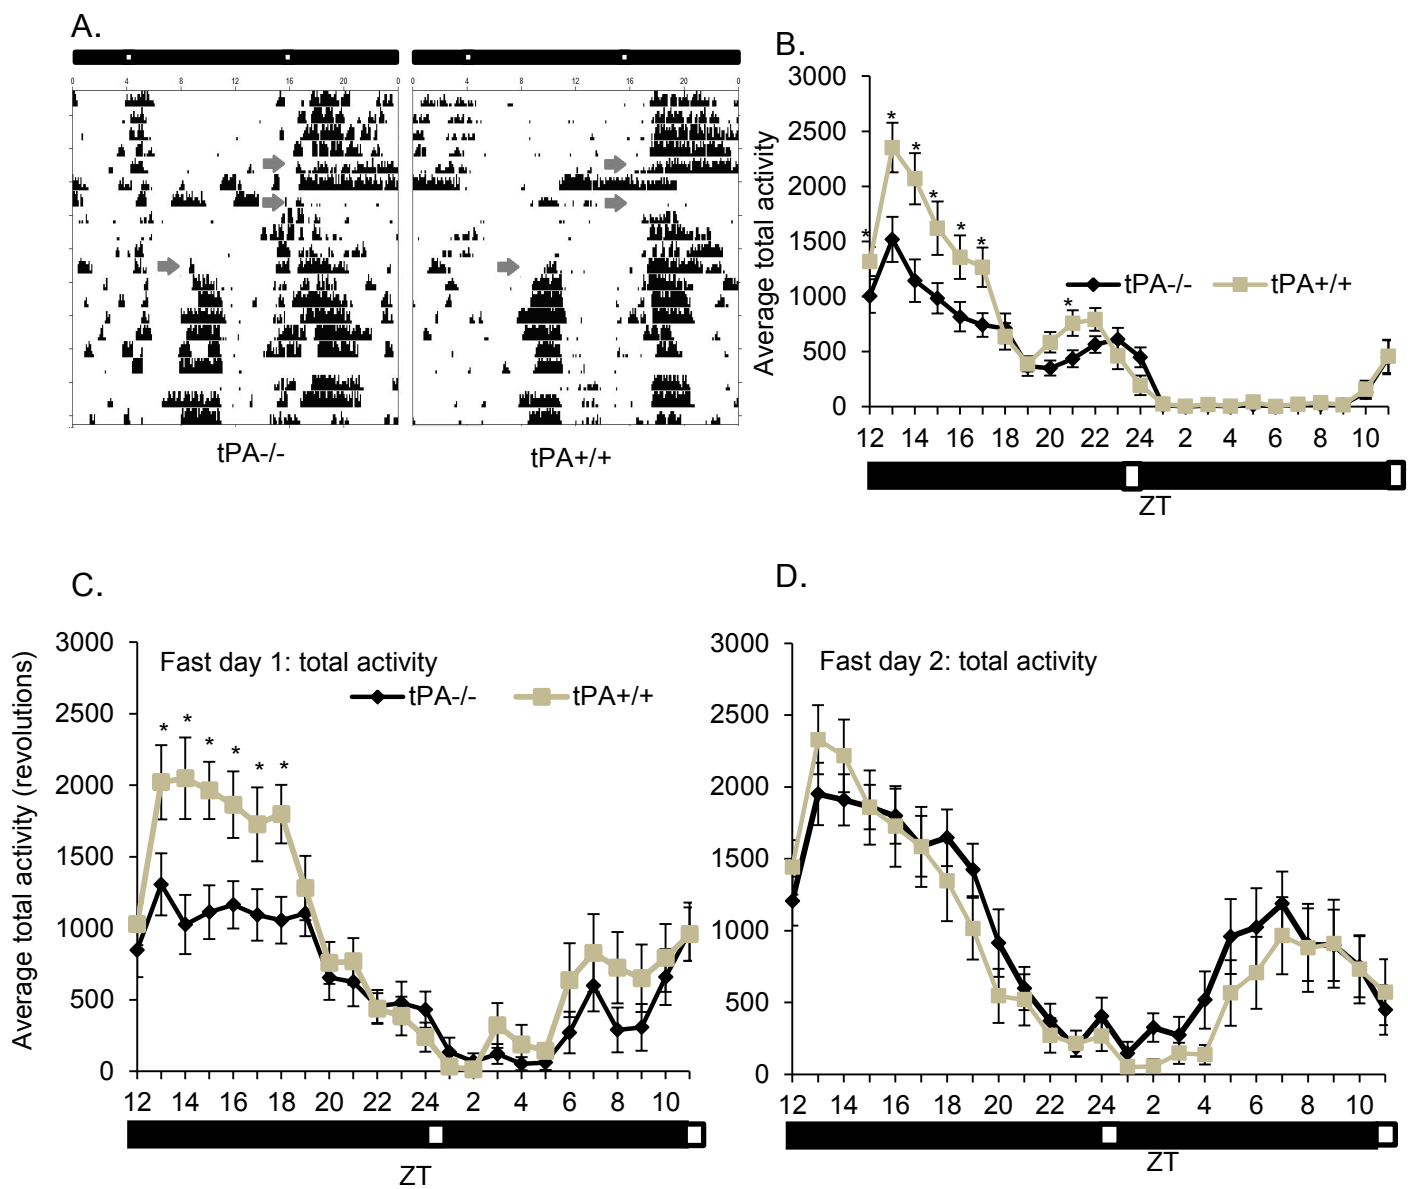 A.
0 4 8 12 16 20 0
0 4 8 12 16 20 0
tPA-/-
tPA+/+
B.
3000
2500
2000
1500
1000
500
0
Average total activity
* * * * * * *
tPA-/- tPA+/+
12 14 16 18 20 22 24 2 4 6 8 10
ZT
C.
3000
2500
2000
1500
1000
500
0
Average total activity (revolutions)
Fast day 1: total activity
tPA-/- tPA+/+
* * * * * *
12 14 16 18 20 22 24 2 4 6 8 10
ZT
D.
3000
2500
2000
1500
1000
500
0
Fast day 2: total activity
12 14 16 18 20 22 24 2 4 6 8 10
ZT